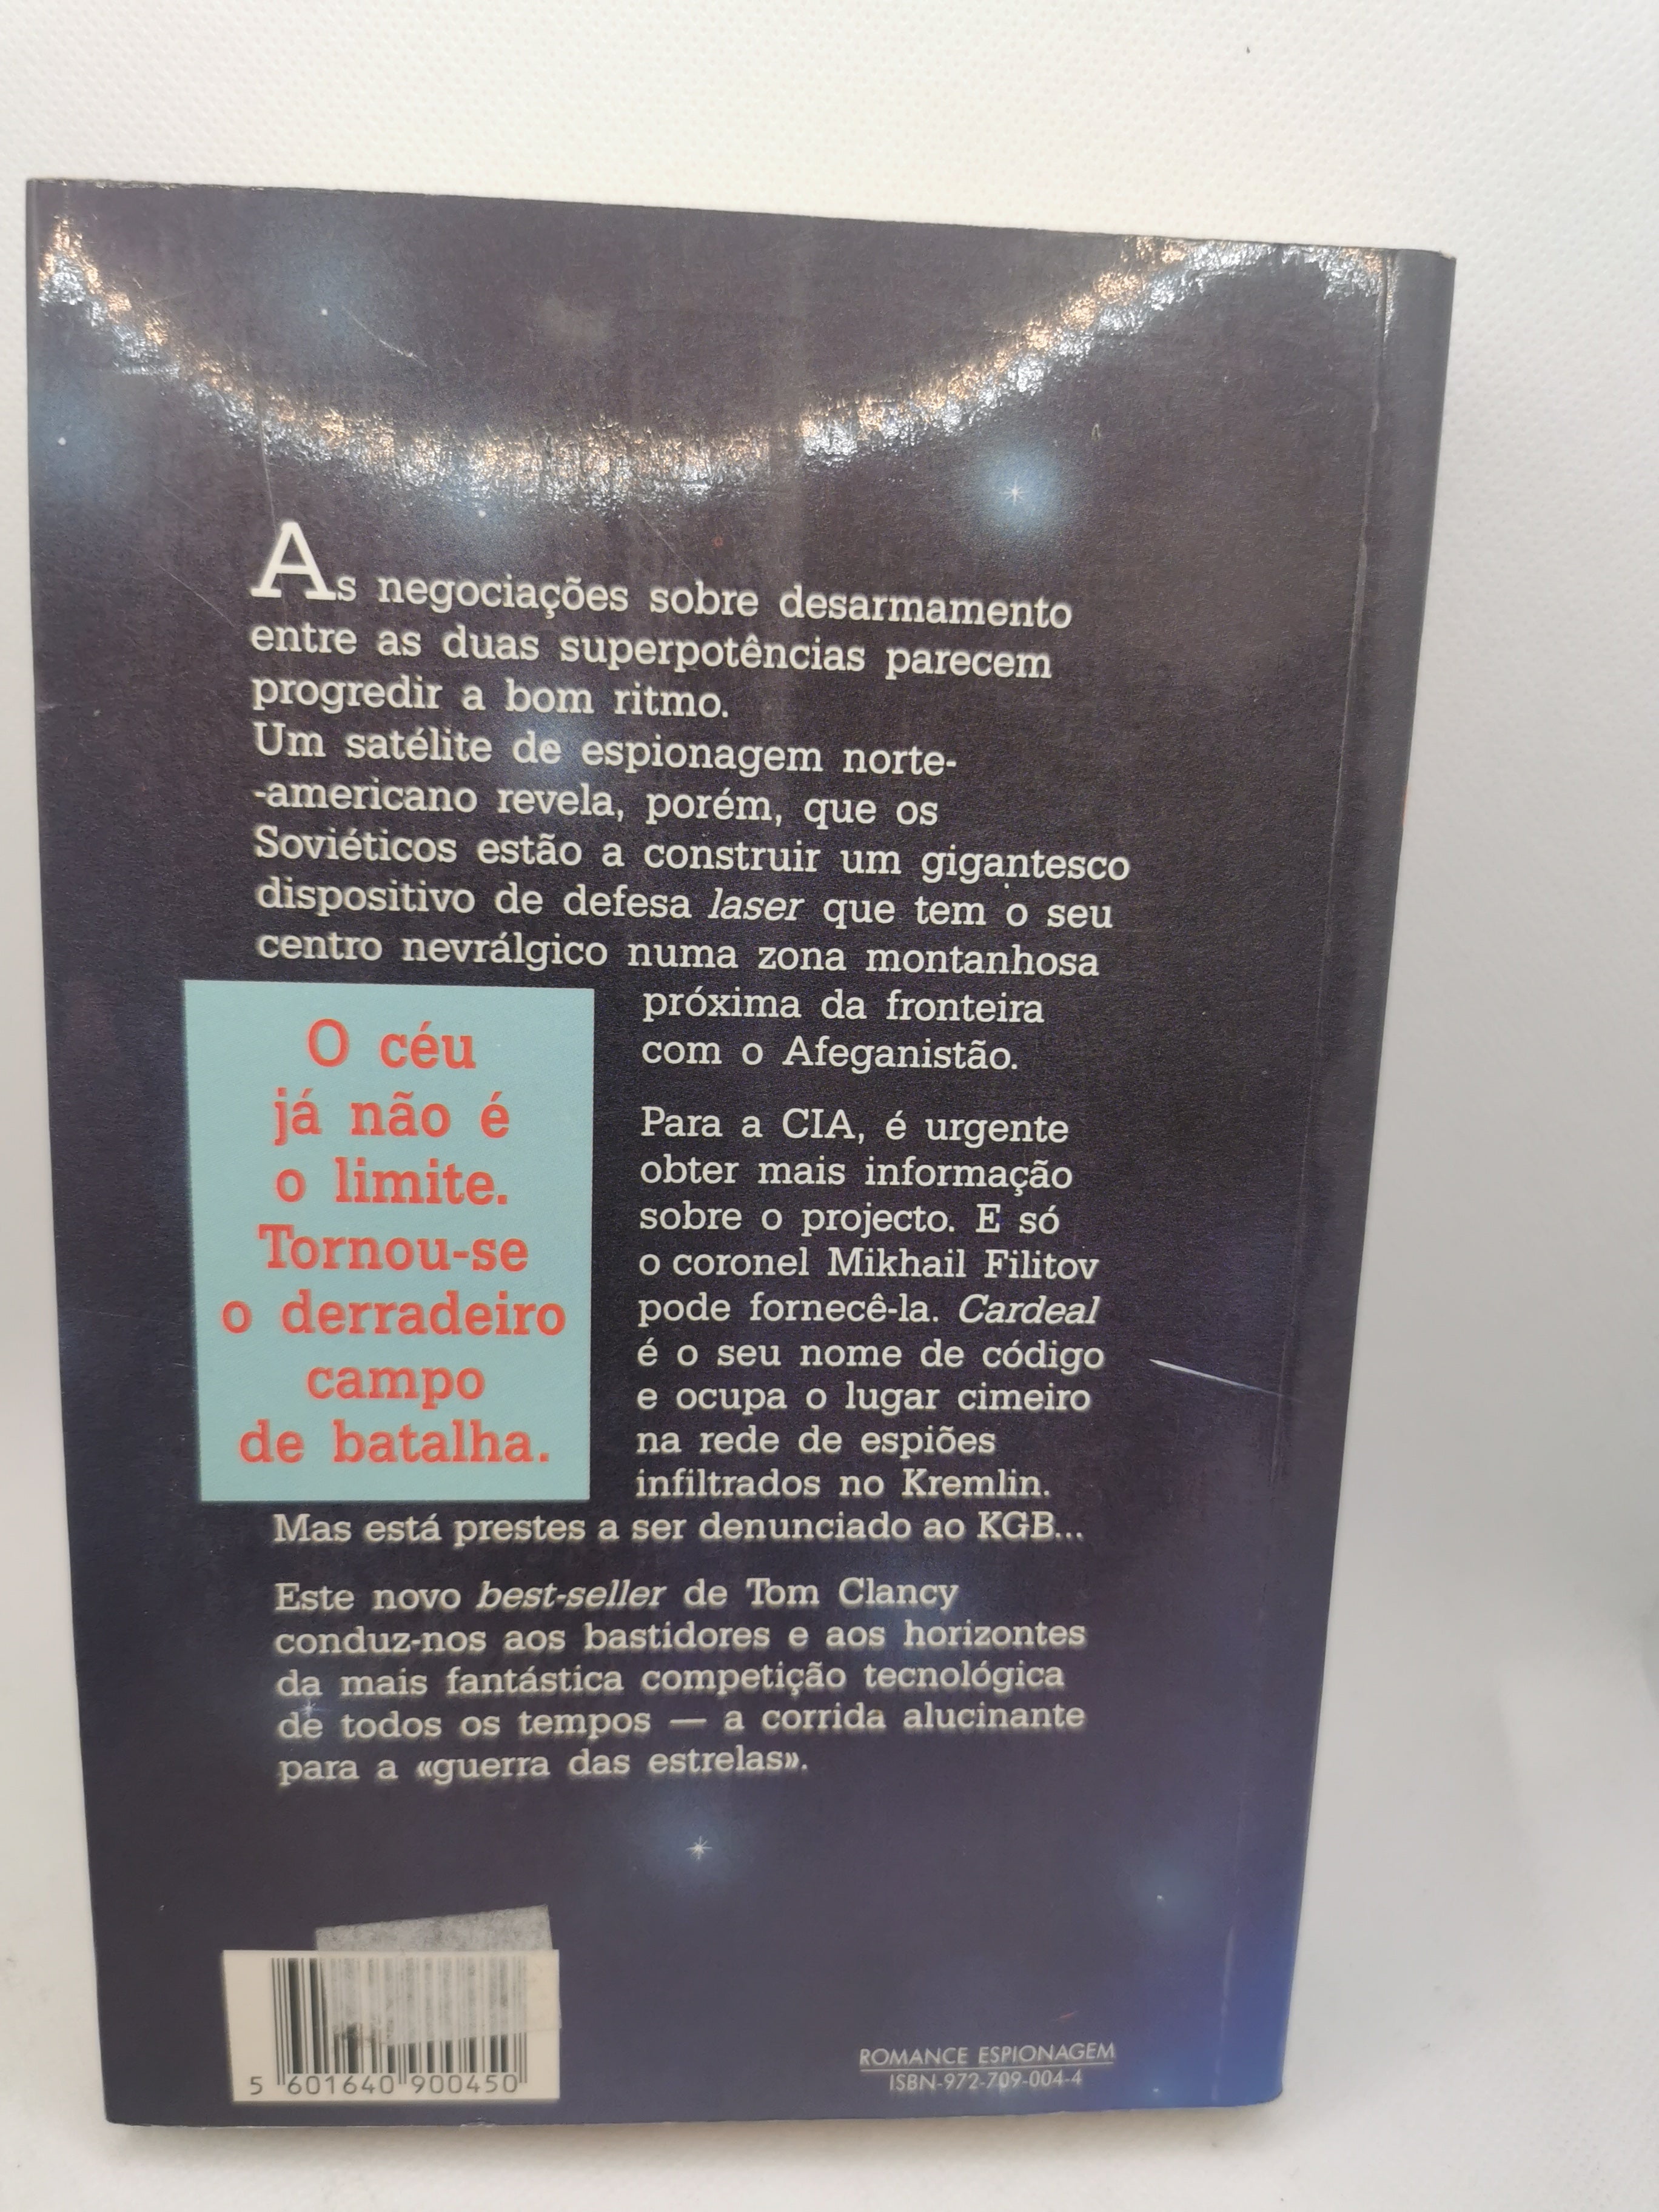 As negociações sobre desarmamento
entre as duas superpotências parecem
progredir a bom ritmo.
Um satélite de espionagem norte-
-americano revela, porém, que os
Soviéticos estão a construir um gigantesco
dispositivo de defesa laser que tem o seu
centro nevrálgico numa zona montanhosa
próxima da fronteira
com o Afeganistão.
O céu
já não é
o limite.
Tornou-se
o derradeiro
campo
de batalha.
Para a CIA, é urgente
obter mais informação
sobre o projecto. E só
o coronel Mikhail Filitov
pode fornecê-la. Cardeal
é o seu nome de código
e ocupa o lugar cimeiro
na rede de espiões
infiltrados no Kremlin.
Mas está prestes a ser denunciado ao KGB...
Este novo best-seller de Tom Clancy
conduz-nos aos bastidores e aos horizontes
da mais fantástica competição tecnológica
de todos os tempos — a corrida alucinante
para a «guerra das estrelas».
5 601640 900450
ROMANCE ESPIONAGEM
ISBN-972-709-004-4